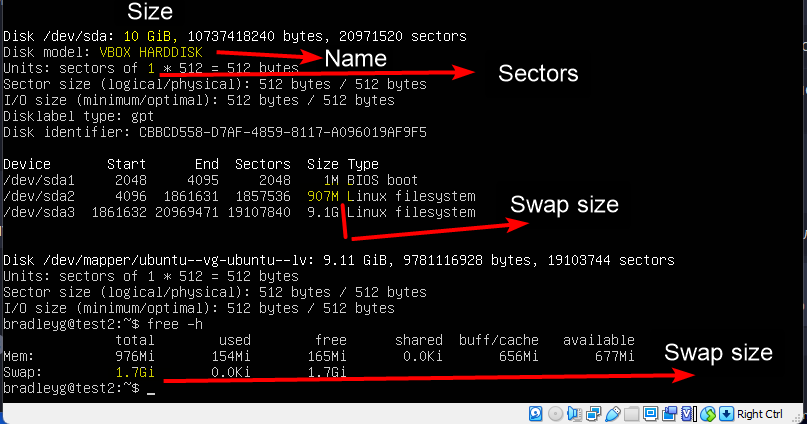 Size
Disk /dev/sda: 10 GiB, 10737418240 bytes, 20971520 sectors
Disk model: VBOX HARDDISK
Name
Units: sectors of 1 * 512 = 512 bytes
Sectors
Sector size (logical/physical): 512 bytes / 512 bytes
I/O size (minimum/optimal): 512 bytes / 512 bytes
Disklabel type: gpt
Disk identifier: CBBCD558-D7AF-4859-8117-A096019AF9F5
Device Start End Sectors Size Type
/dev/sda1 2048 4095 2048 1M BIOS boot
/dev/sda2 4096 1861631 1857536 907M Linux filesystem
/dev/sda3 1861632 20969471 19107840 9.1G Linux filesystem
Swap size
Disk /dev/mapper/ubuntu--vg-ubuntu--lv: 9.11 GiB, 9781116928 bytes, 19103744 sectors
Units: sectors of 1 * 512 = 512 bytes
Sector size (logical/physical): 512 bytes / 512 bytes
I/O size (minimum/optimal): 512 bytes / 512 bytes
bradleyg@test2:~$ free -h
total used free shared buff/cache available
Mem: 976Mi 154Mi 165Mi 0.0Ki 656Mi 677Mi
Swap size
Swap: 1.7Gi 0.0Ki 1.7Gi
bradleyg@test2:~$ _
Right Ctrl